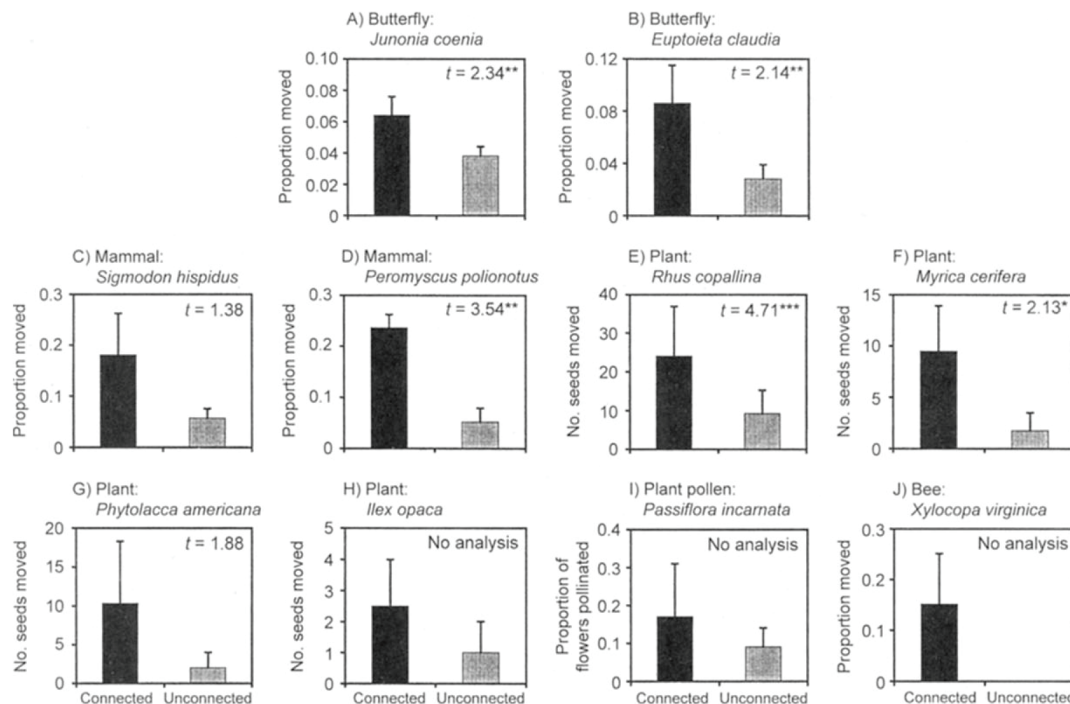 A) Butterfly:
Junonia coenia
Proportion moved
0.10
0.08
0.06
0.04
0.02
0
t = 2.34**
B) Butterfly:
Euptoieta claudia
Proportion moved
0.12
0.08
0.04
0
t = 2.14**
C) Mammal:
Sigmodon hispidus
Proportion moved
0.3
0.2
0.1
0
t = 1.38
D) Mammal:
Peromyscus polionotus
Proportion moved
0.3
0.2
0.1
0
t = 3.54**
E) Plant:
Rhus copallina
No. seeds moved
40
30
20
10
0
t = 4.71***
F) Plant:
Myrica cerifera
No. seeds moved
15
10
5
0
t = 2.13*
G) Plant:
Phytolacca americana
No. seeds moved
20
15
10
5
0
t = 1.88
Connected Unconnected
H) Plant:
Ilex opaca
No. seeds moved
5
4
3
2
1
0
No analysis
Connected Unconnected
I) Plant pollen:
Passiflora incarnata
Proportion of
flowers pollinated
0.4
0.3
0.2
0.1
0
No analysis
Connected Unconnected
J) Bee:
Xylocopa virginica
Proportion moved
0.3
0.2
0.1
0
No analysis
Connected Unconnected